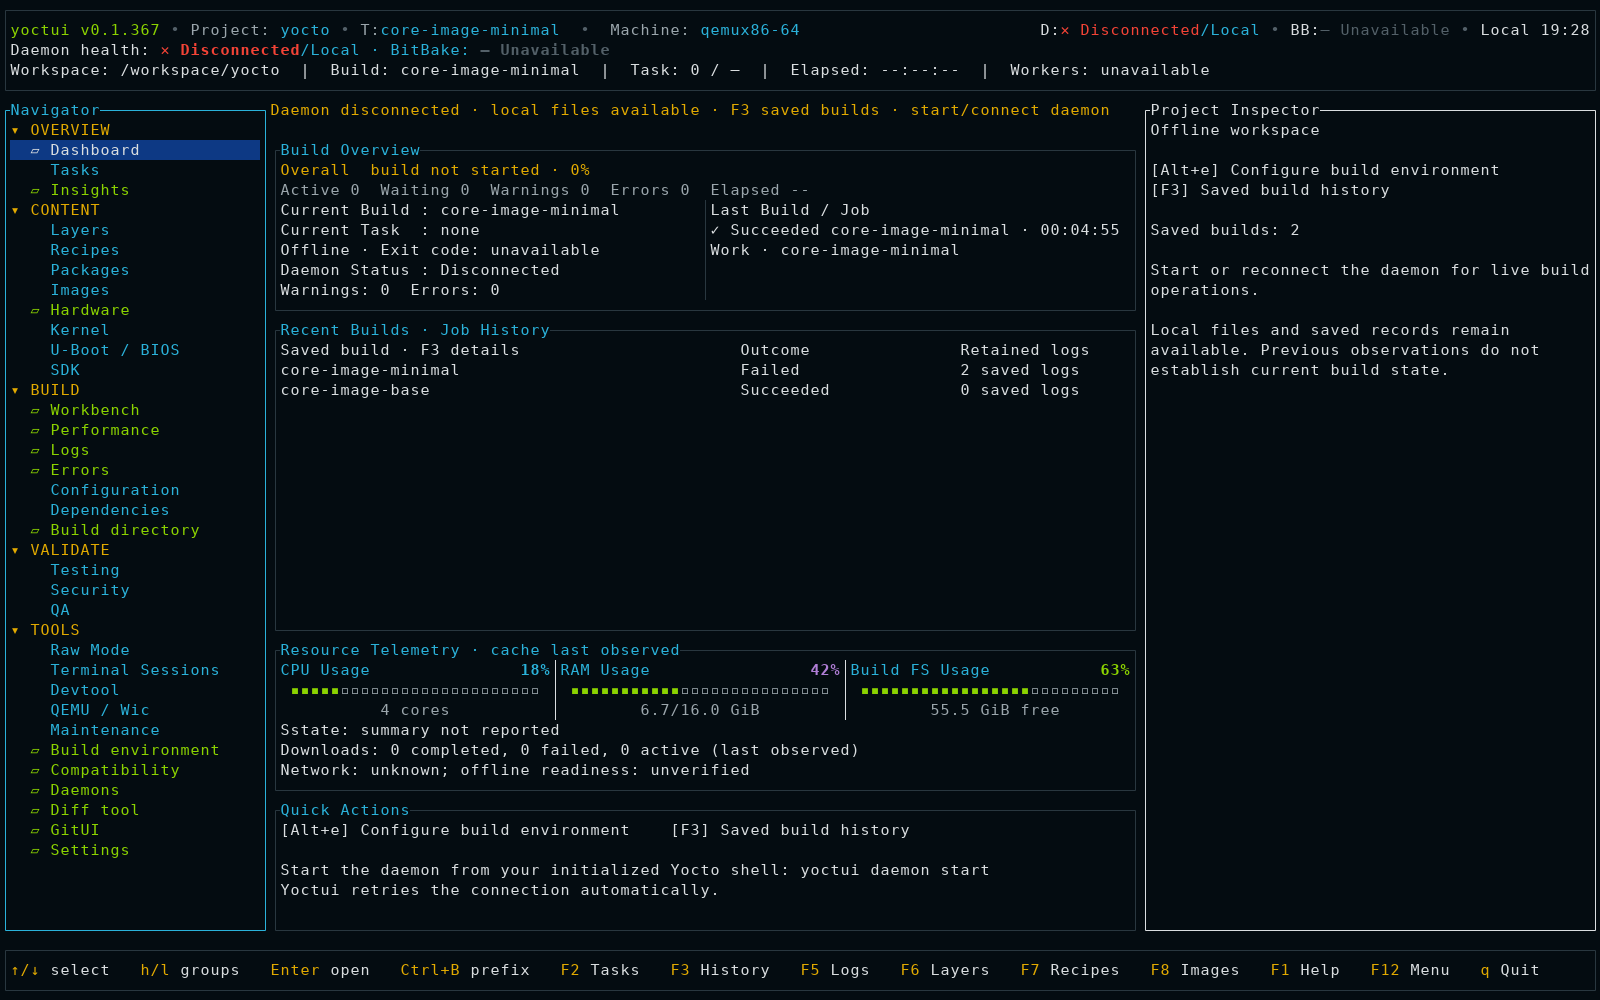 yoctui v0.1.367 • Project: yocto • T:core-image-minimal • Machine: qemux86-64 D:× Disconnected/Local • BB:— Unavailable • Local 19:28
Daemon health: × Disconnected/Local · BitBake: — Unavailable
Workspace: /workspace/yocto | Build: core-image-minimal | Task: 0 / — | Elapsed: --:--:-- | Workers: unavailable
Navigator
▾ OVERVIEW
▱ Dashboard
Tasks
▱ Insights
▾ CONTENT
Layers
Recipes
Packages
Images
▱ Hardware
Kernel
U-Boot / BIOS
SDK
▾ BUILD
▱ Workbench
▱ Performance
▱ Logs
▱ Errors
Configuration
Dependencies
▱ Build directory
▾ VALIDATE
Testing
Security
QA
▾ TOOLS
Raw Mode
Terminal Sessions
Devtool
QEMU / Wic
Maintenance
▱ Build environment
▱ Compatibility
▱ Daemons
▱ Diff tool
▱ GitUI
▱ Settings
Daemon disconnected · local files available · F3 saved builds · start/connect daemon
Build Overview
Overall build not started · 0%
Active 0 Waiting 0 Warnings 0 Errors 0 Elapsed --
Current Build : core-image-minimal
Current Task : none
Offline · Exit code: unavailable
Daemon Status : Disconnected
Warnings: 0 Errors: 0
Last Build / Job
✓ Succeeded core-image-minimal · 00:04:55
Work · core-image-minimal
Recent Builds · Job History
Saved build · F3 details Outcome Retained logs
core-image-minimal Failed 2 saved logs
core-image-base Succeeded 0 saved logs
Resource Telemetry · cache last observed
CPU Usage 18%
4 cores
RAM Usage 42%
6.7/16.0 GiB
Build FS Usage 63%
55.5 GiB free
Sstate: summary not reported
Downloads: 0 completed, 0 failed, 0 active (last observed)
Network: unknown; offline readiness: unverified
Quick Actions
[Alt+e] Configure build environment [F3] Saved build history
Start the daemon from your initialized Yocto shell: yoctui daemon start
Yoctui retries the connection automatically.
Project Inspector
Offline workspace
[Alt+e] Configure build environment
[F3] Saved build history
Saved builds: 2
Start or reconnect the daemon for live build
operations.
Local files and saved records remain
available. Previous observations do not
establish current build state.
↑/↓ select h/l groups Enter open Ctrl+B prefix F2 Tasks F3 History F5 Logs F6 Layers F7 Recipes F8 Images F1 Help F12 Menu q Quit